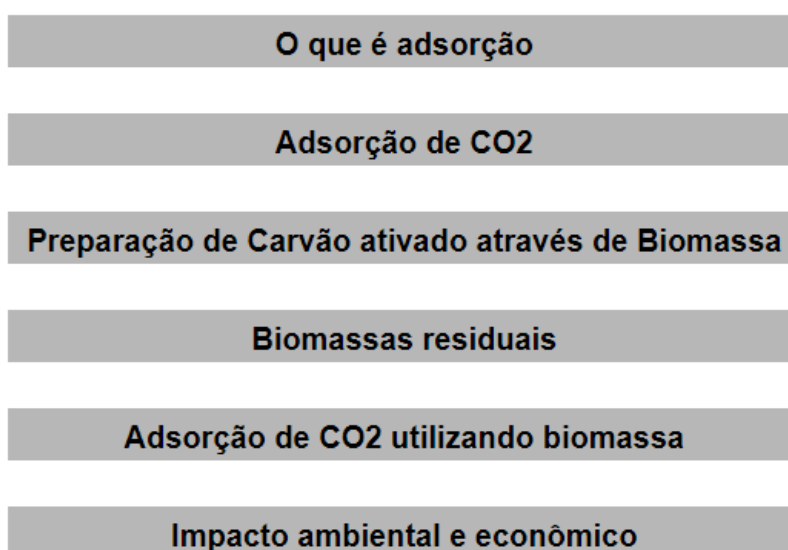 O que é adsorção
Adsorção de CO2
Preparação de Carvão ativado através de Biomassa
Biomassas residuais
Adsorção de CO2 utilizando biomassa
Impacto ambiental e econômico